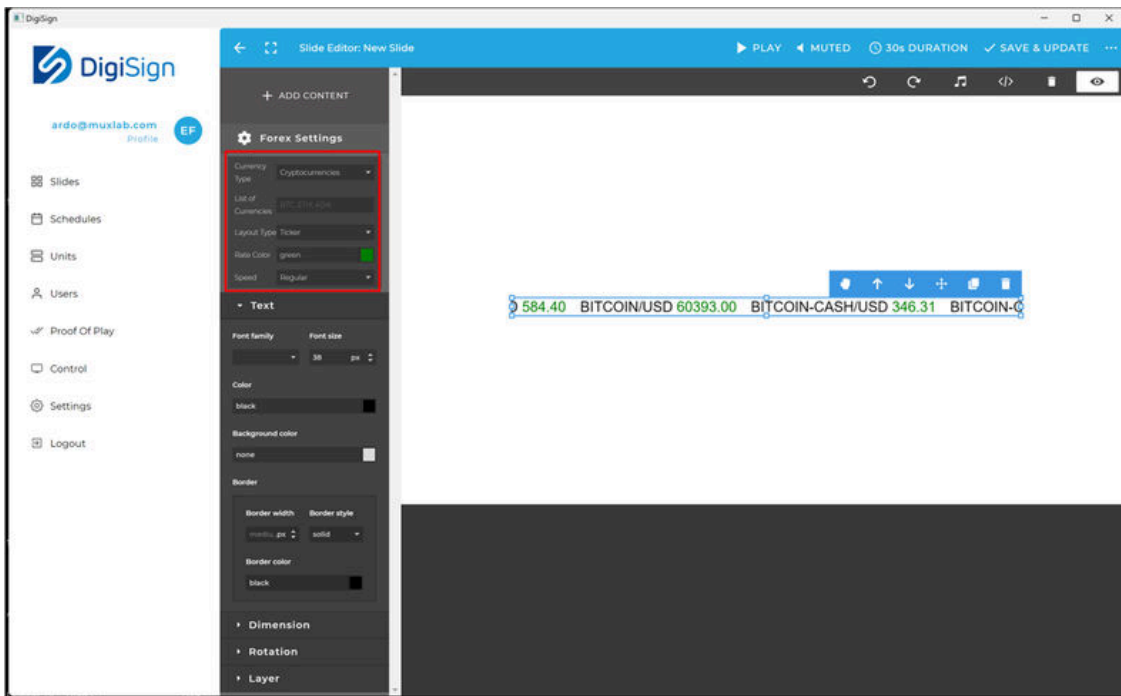 DigiSign
DigiSign
ardo@muxlab.com
Profile
EF
Slides
Schedules
Units
Users
Proof Of Play
Control
Settings
Logout
Slide Editor: New Slide
PLAY
MUTED
30s DURATION
SAVE & UPDATE
+ ADD CONTENT
Forex Settings
Currency Type
Cryptocurrencies
List of Currencies
Layout Type
Ticker
Rate Color
green
Speed
Regular
Text
Font family
Font size
38
px
Color
black
Background color
none
Border
Border width
Border style
px
solid
Border color
black
Dimension
Rotation
Layer
584.40 BITCOIN/USD 60393.00 BITCOIN-CASH/USD 346.31 BITCOIN-C